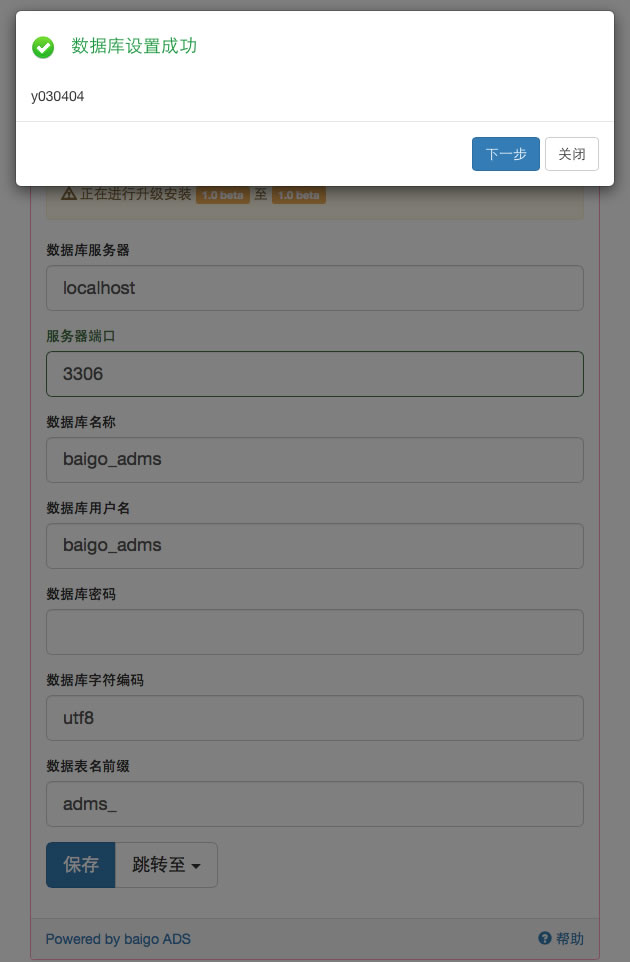 数据库设置成功
y030404
下一步 关闭
正在进行升级安装 1.0 beta 至 1.0 beta
数据库服务器
localhost
服务器端口
3306
数据库名称
baigo_adms
数据库用户名
baigo_adms
数据库密码
数据库字符编码
utf8
数据表名前缀
adms_
保存 跳转至
Powered by baigo ADS 帮助